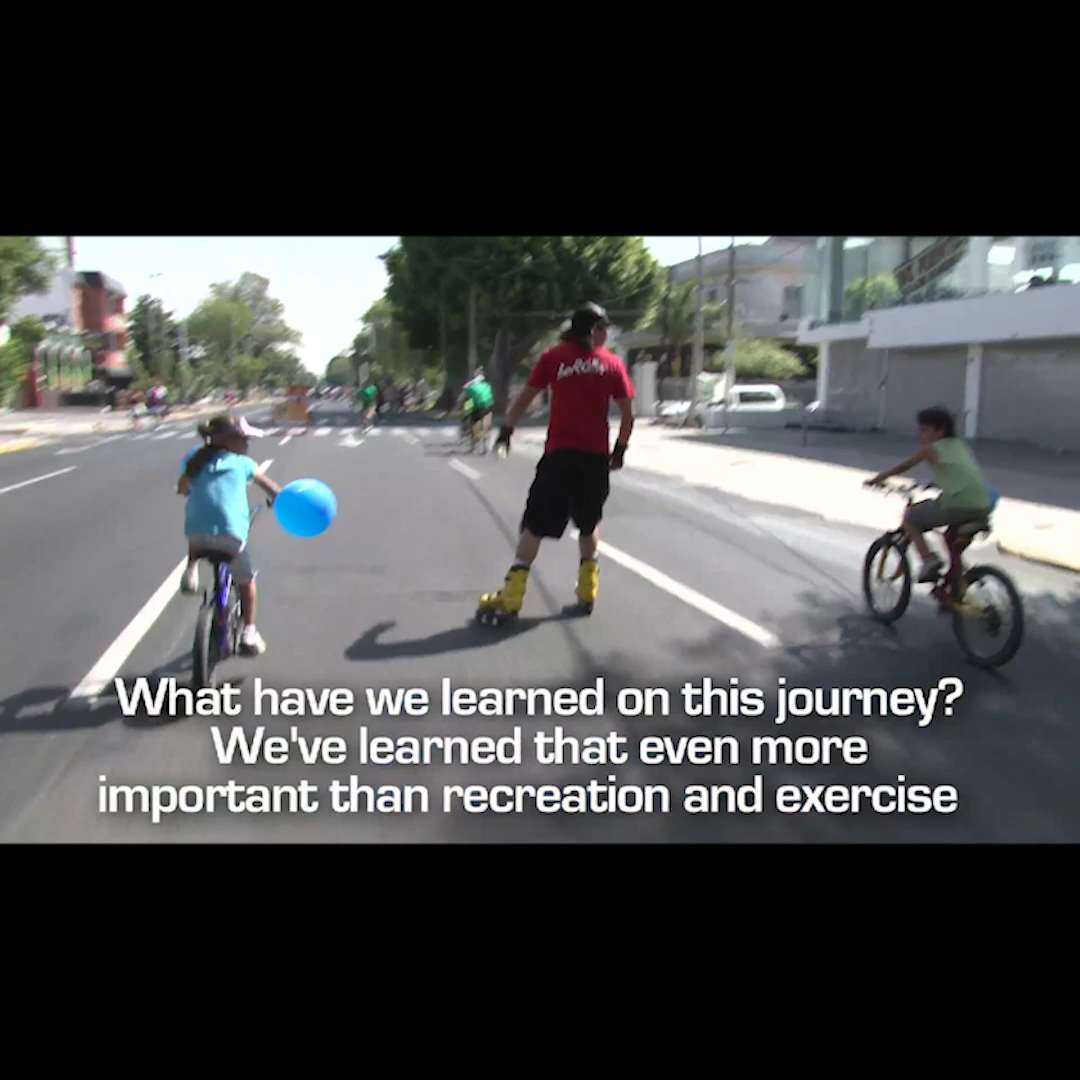 What have we learned on this journey?
We've learned that even more
important than recreation and exercise